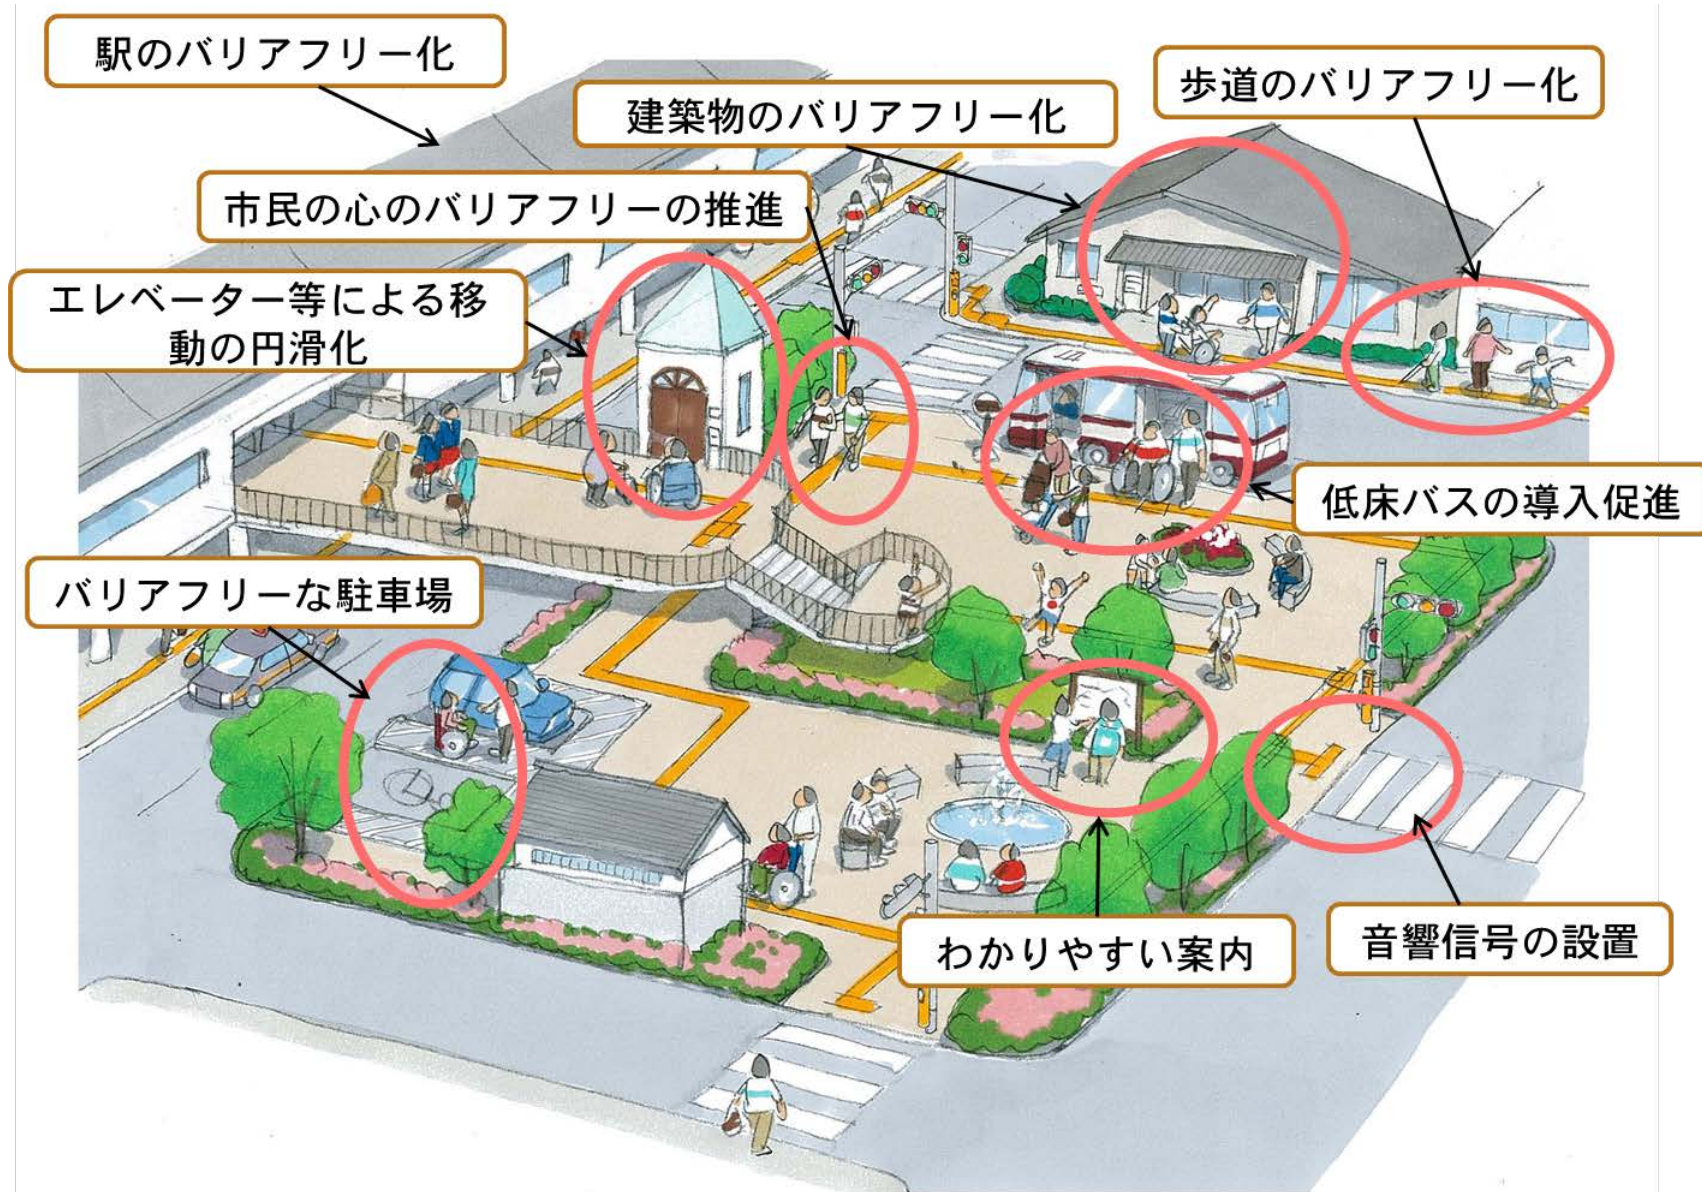 駅のバリアフリー化
建築物のバリアフリー化
歩道のバリアフリー化
市民の心のバリアフリーの推進
エレベーター等による移
動の円滑化
低床バスの導入促進
バリアフリーな駐車場
わかりやすい案内
音響信号の設置